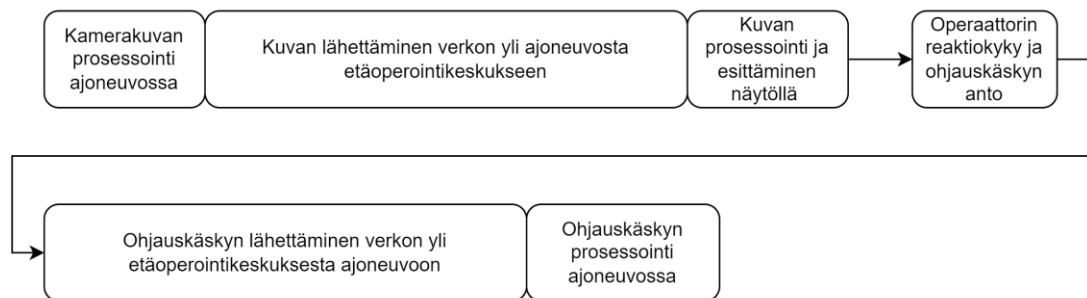 Kamerakuvan
prosessointi
ajoneuvossa
Kuvan lähettäminen verkon yli ajoneuvosta
etäoperointikeskukseen
Kuvan
prosessointi ja
esittäminen
näytöllä
Operaattorin
reaktiokyky ja
ohjauskäskyn
anto
Ohjauskäskyn lähettäminen verkon yli
etäoperointikeskuksesta ajoneuvoon
Ohjauskäskyn
prosessointi
ajoneuvossa